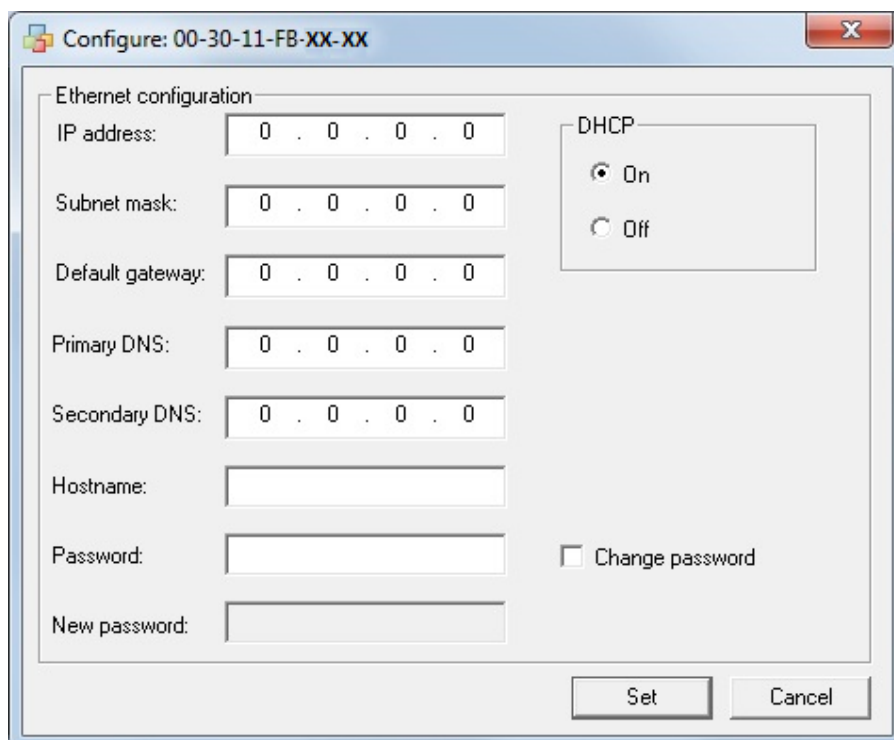 Configure: 00-30-11-FB-XX-XX
X
Ethernet configuration
IP address: 0 . 0 . 0 . 0
DHCP
On
Subnet mask: 0 . 0 . 0 . 0
Off
Default gateway: 0 . 0 . 0 . 0
Primary DNS: 0 . 0 . 0 . 0
Secondary DNS: 0 . 0 . 0 . 0
Hostname:
Password:
Change password
New password:
Set
Cancel